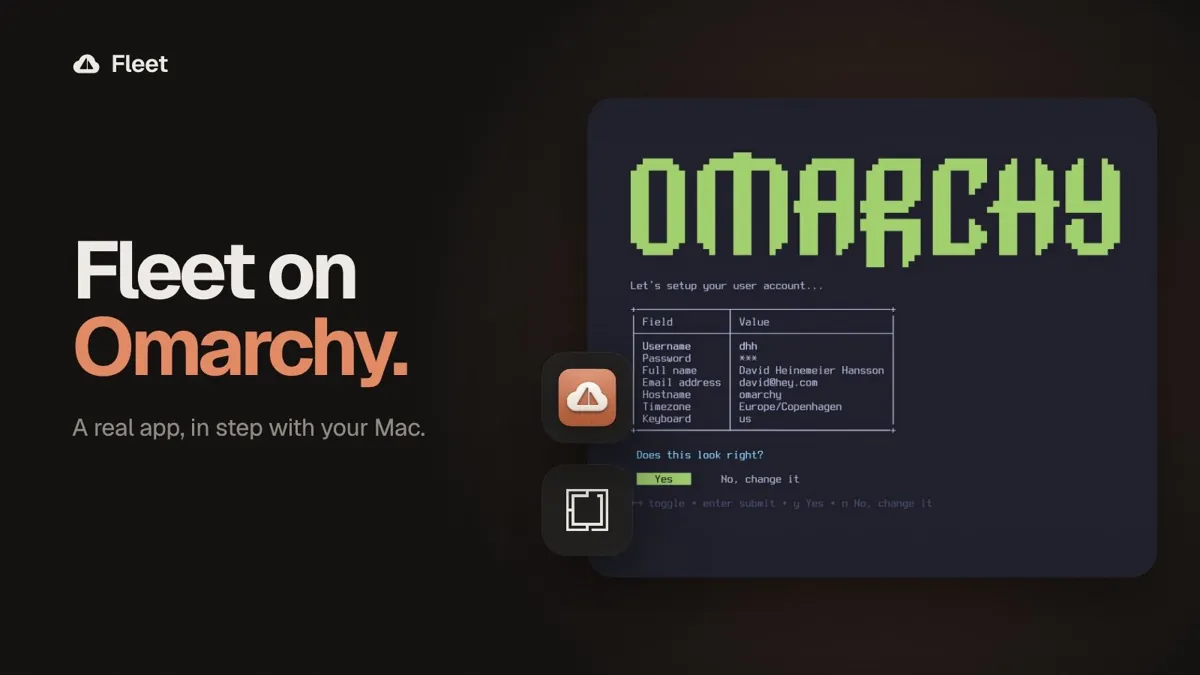 Fleet
Fleet on
Omarchy.
A real app, in step with your Mac.
OMARCHY
Let's setup your user account...
Field Value
Username dhh
Password ***
Full name David Heinemeier Hansson
Email address david@hey.com
Hostname omarchy
Timezone Europe/Copenhagen
Keyboard us
Does this look right?
Yes No, change it
toggle • enter submit • y Yes • n No, change it